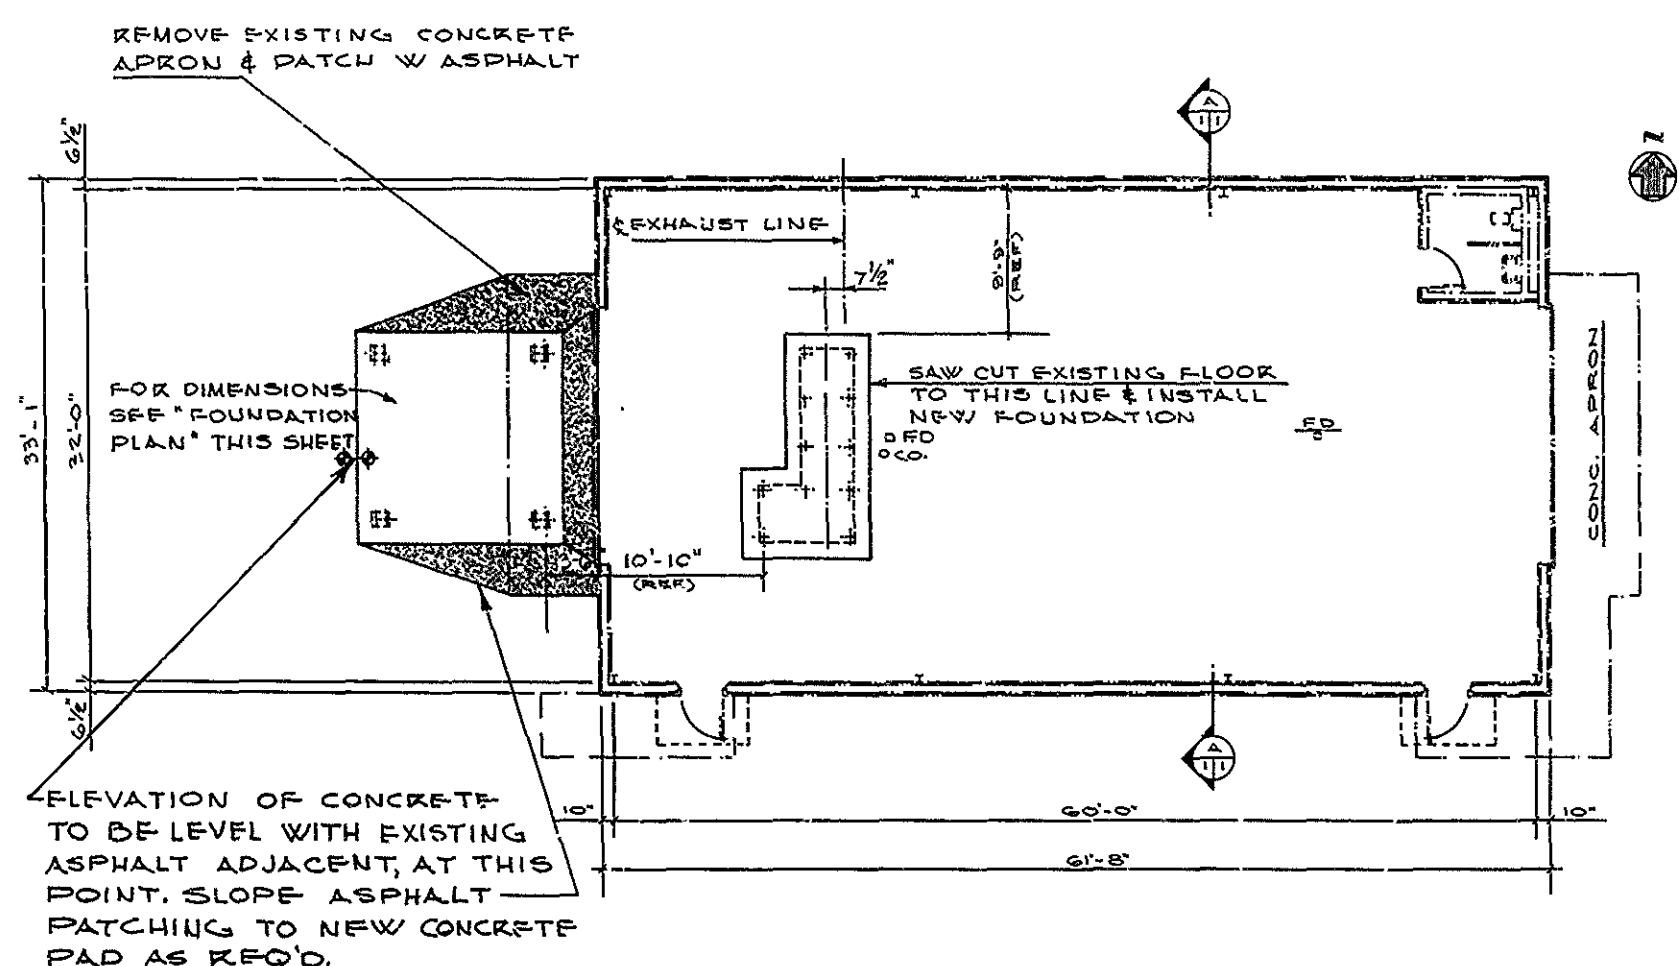 REMOVE EXISTING CONCRETE
APRON & PATCH W ASPHALT
6½"
A
1 1
N
℄ EXHAUST LINE
7½"
(REF)
FOR DIMENSIONS
SEE "FOUNDATION
PLAN" THIS SHEET
SAW CUT EXISTING FLOOR
TO THIS LINE & INSTALL
NEW FOUNDATION
FD
CO.
FD
CONC. APRON
33'-1"
10'-10"
(REF)
6½"
A
1 1
ELEVATION OF CONCRETE
TO BE LEVEL WITH EXISTING
ASPHALT ADJACENT, AT THIS
POINT. SLOPE ASPHALT
PATCHING TO NEW CONCRETE
PAD AS REQ'D.
10"
60'-0"
10"
61'-8"